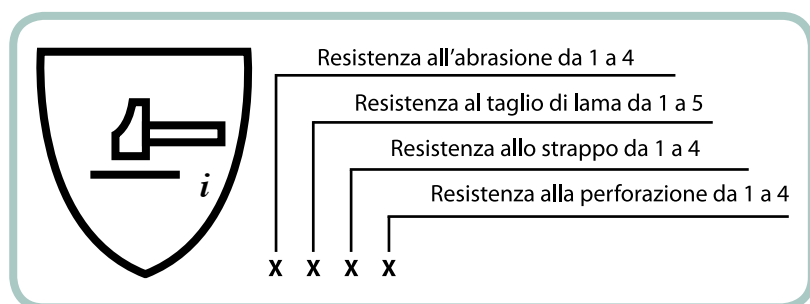 Resistenza all'abrasione da 1 a 4
Resistenza al taglio di lama da 1 a 5
Resistenza allo strappo da 1 a 4
Resistenza alla perforazione da 1 a 4
i
X X X X